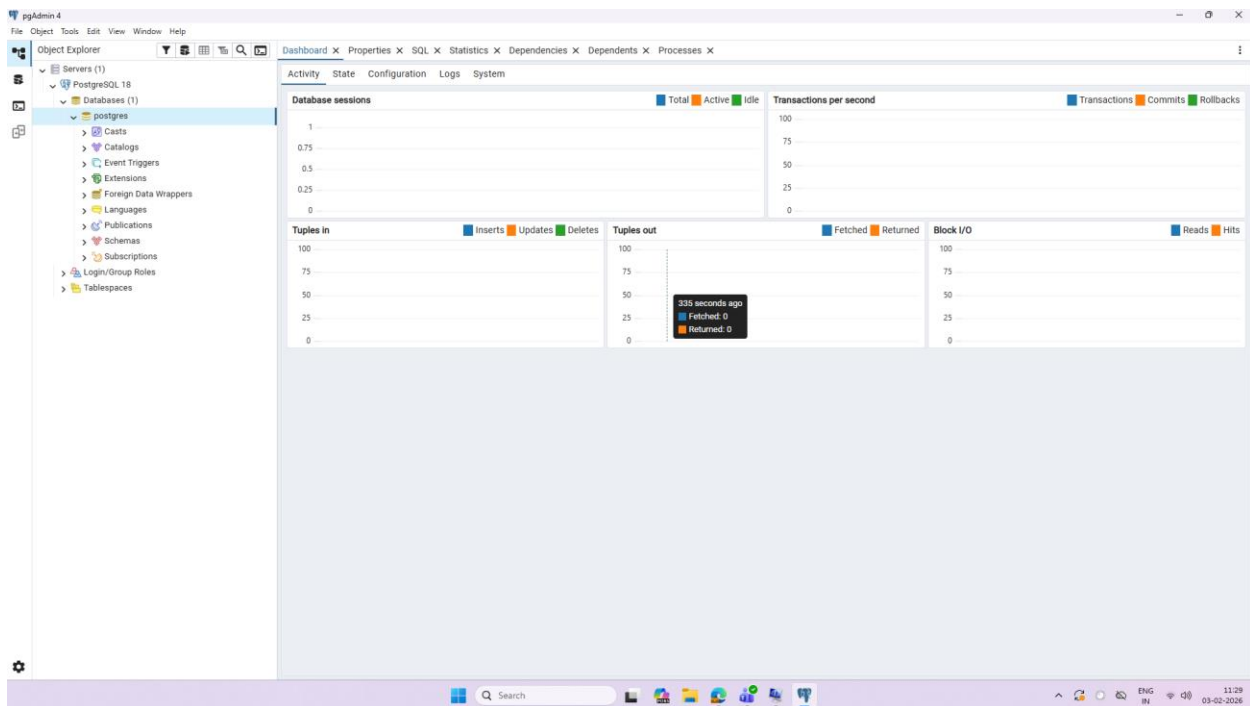 pgAdmin 4
File Object Tools Edit View Window Help
Object Explorer
Dashboard Properties SQL Statistics Dependencies Dependents Processes
Activity State Configuration Logs System
Servers (1)
PostgreSQL 18
Databases (1)
postgres
Casts
Catalogs
Event Triggers
Extensions
Foreign Data Wrappers
Languages
Publications
Schemas
Subscriptions
Login/Group Roles
Tablespaces
Database sessions Total Active Idle
1
0.75
0.5
0.25
0
Transactions per second Transactions Commits Rollbacks
100
75
50
25
0
Tuples in Inserts Updates Deletes
100
75
50
25
0
Tuples out Fetched Returned
100
75
50
25
0
335 seconds ago
Fetched: 0
Returned: 0
Block I/O Reads Hits
100
75
50
25
0
Search
ENG
IN
11:29
03-02-2026